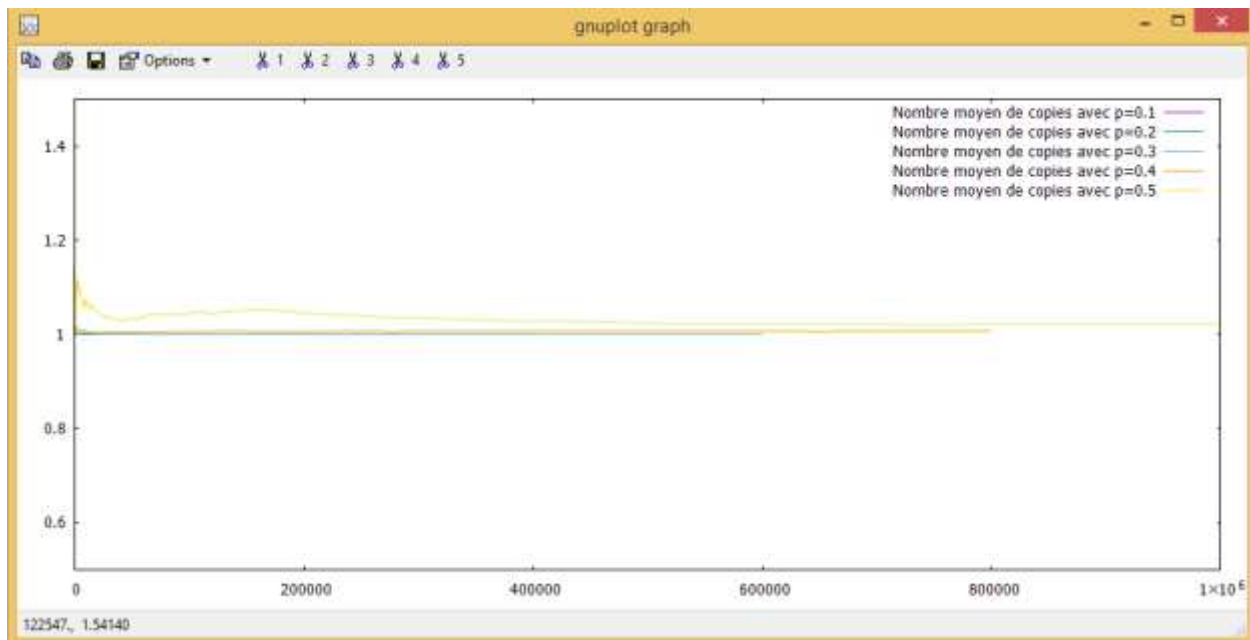 gnuplot graph
Options 1 2 3 4 5
Nombre moyen de copies avec p=0.1
Nombre moyen de copies avec p=0.2
Nombre moyen de copies avec p=0.3
Nombre moyen de copies avec p=0.4
Nombre moyen de copies avec p=0.5
1.4
1.2
1
0.8
0.6
0 200000 400000 600000 800000 1×10⁶
122547., 1.54140